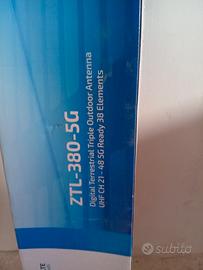 ZTL-380-5G
Digital Terrestrial Triple Outdoor Antenna
UHF CH 21 - 48 5G Ready 38 Elements
subito